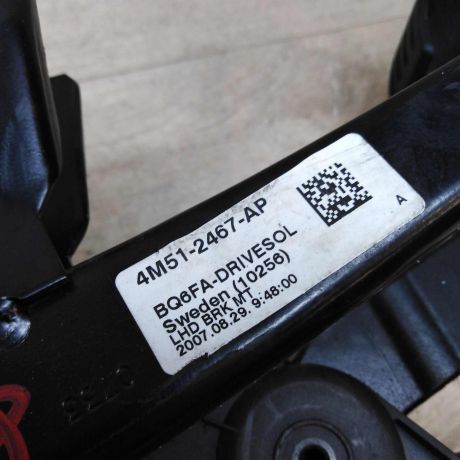 4M51-2467-AP
BQ6FA-DRIVESOL
Sweden (10256)
LHD BRK MT
2007.08.29. 9:48:00
A